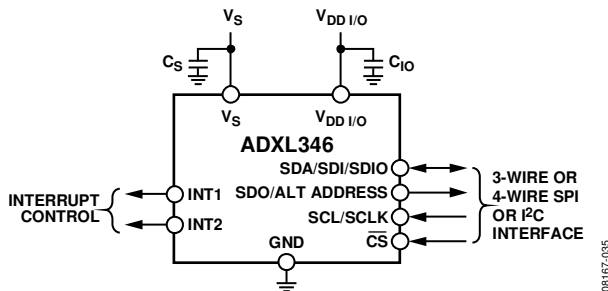 VS
VDD I/O
CS
CIO
VS
VDD I/O
ADXL346
SDA/SDI/SDIO
SDO/ALT ADDRESS
SCL/SCLK
CS
INT1
INT2
GND
INTERRUPT
CONTROL
3-WIRE OR
4-WIRE SPI
OR I²C
INTERFACE
08167-035